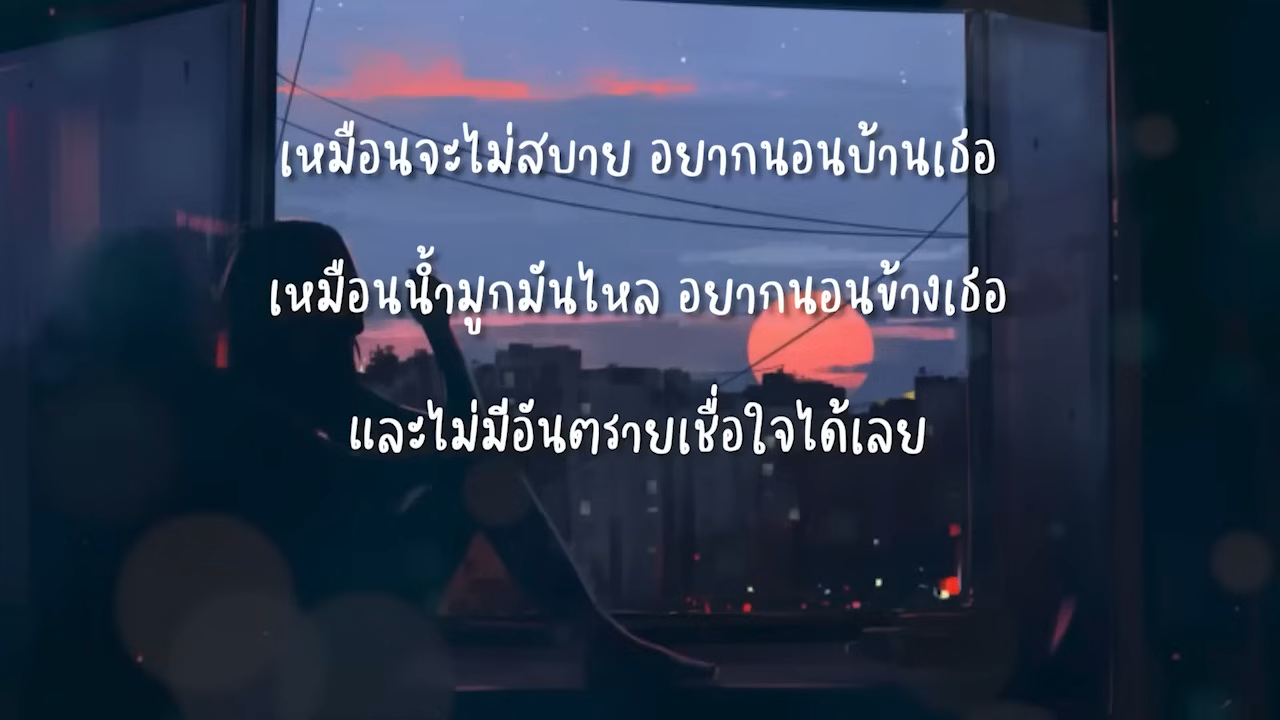 เหมือนจะไม่สบาย อยากนอนบ้านเธอ
เหมือนน้ำมูกมันไหล อยากนอนข้างเธอ
และไม่มีอันตรายเชื่อใจได้เลย